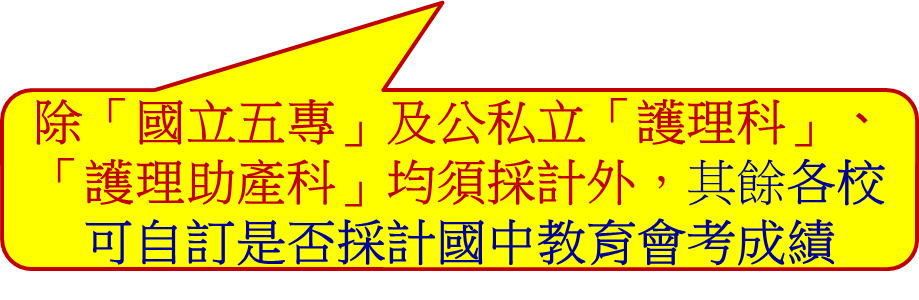 除「國立五專」及公私立「護理科」、
「護理助產科」均須採計外，其餘各校
可自訂是否採計國中教育會考成績